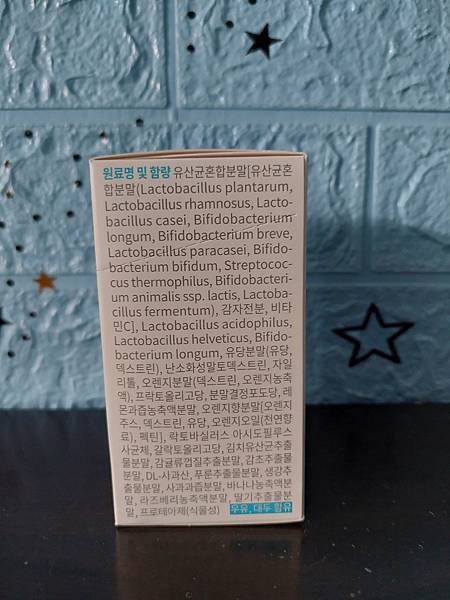 원료명 및 함량 유산균혼합분말[유산균혼
합분말(Lactobacillus plantarum,
Lactobacillus rhamnosus, Lacto-
bacillus casei, Bifidobacterium
longum, Bifidobacterium breve,
Lactobacillus paracasei, Bifido-
bacterium bifidum, Streptococ-
cus thermophilus, Bifidobacteri-
um animalis ssp. lactis, Lactoba-
cillus fermentum), 감자전분, 비타
민C], Lactobacillus acidophilus,
Lactobacillus helveticus, Bifido-
bacterium longum, 유당분말(유당,
덱스트린), 난소화성말토덱스트린, 자일
리톨, 오렌지분말(덱스트린, 오렌지농축
액), 프락토올리고당, 분말결정포도당, 레
몬과즙농축액분말, 오렌지향분말[오렌지
주스, 덱스트린, 유당, 오렌지오일(천연향
료), 펙틴], 락토바실러스 아시도필루스
사균체, 갈락토올리고당, 김치유산균추출
물분말, 감귤류껍질추출분말, 감초추출물
분말, DL-사과산, 푸룬추출물분말, 생강추
출물분말, 사과과즙분말, 바나나농축액분
말, 라즈베리농축액분말, 딸기추출물분
말, 프로테아제(식물성) 우유, 대두 함유